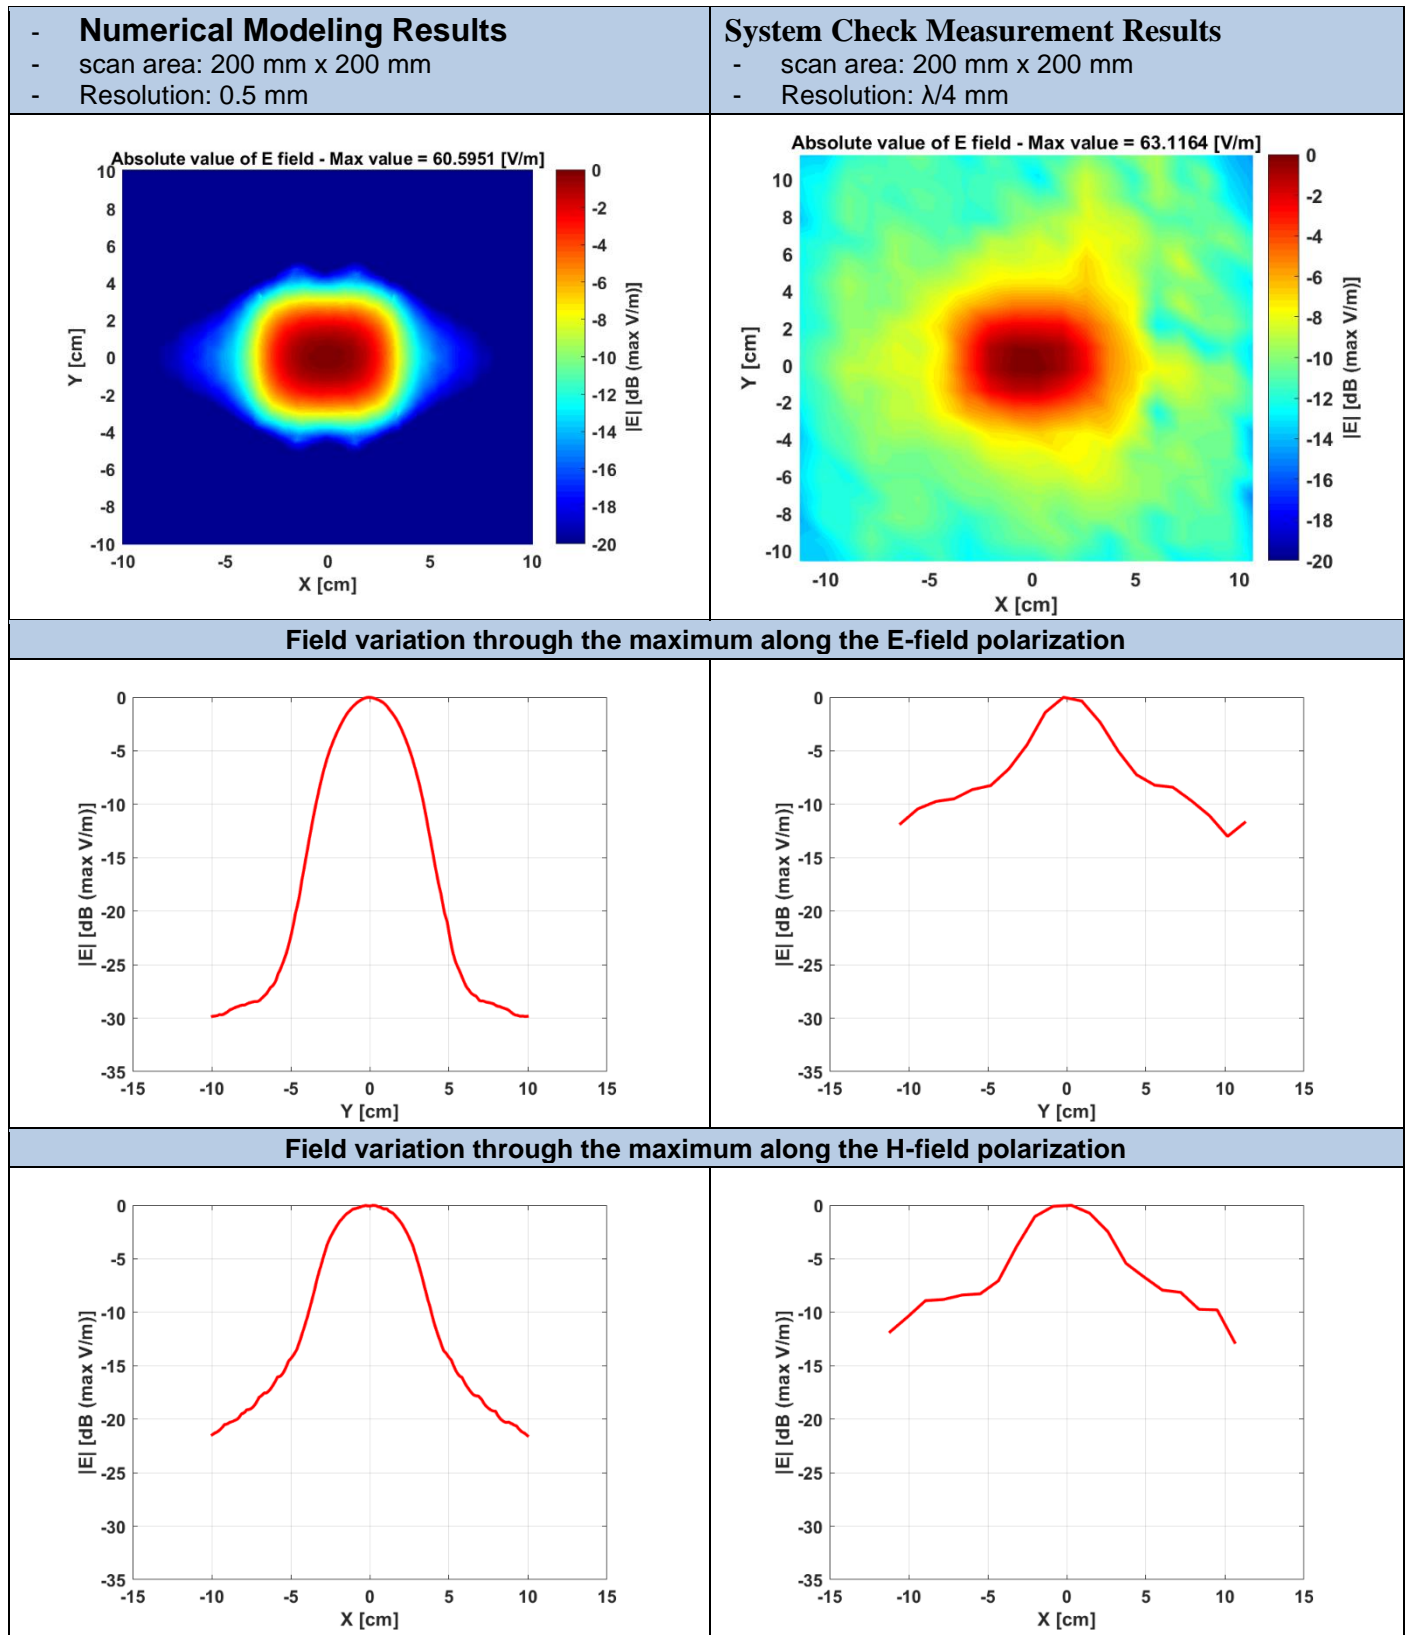 - Numerical Modeling Results
- scan area: 200 mm x 200 mm
- Resolution: 0.5 mm
System Check Measurement Results
- scan area: 200 mm x 200 mm
- Resolution: λ/4 mm
Absolute value of E field - Max value = 60.5951 [V/m]
10
8
6
4
2
0
-2
-4
-6
-8
-10
Y [cm]
-10 -5 0 5 10
X [cm]
0
-2
-4
-6
-8
-10
-12
-14
-16
-18
-20
|E| [dB (max V/m)]
Absolute value of E field - Max value = 63.1164 [V/m]
10
8
6
4
2
0
-2
-4
-6
-8
-10
Y [cm]
-10 -5 0 5 10
X [cm]
0
-2
-4
-6
-8
-10
-12
-14
-16
-18
-20
|E| [dB (max V/m)]
Field variation through the maximum along the E-field polarization
0
-5
-10
-15
-20
-25
-30
-35
|E| [dB (max V/m)]
-15 -10 -5 0 5 10 15
Y [cm]
0
-5
-10
-15
-20
-25
-30
-35
|E| [dB (max V/m)]
-15 -10 -5 0 5 10 15
Y [cm]
Field variation through the maximum along the H-field polarization
0
-5
-10
-15
-20
-25
-30
-35
|E| [dB (max V/m)]
-15 -10 -5 0 5 10 15
X [cm]
0
-5
-10
-15
-20
-25
-30
-35
|E| [dB (max V/m)]
-15 -10 -5 0 5 10 15
X [cm]